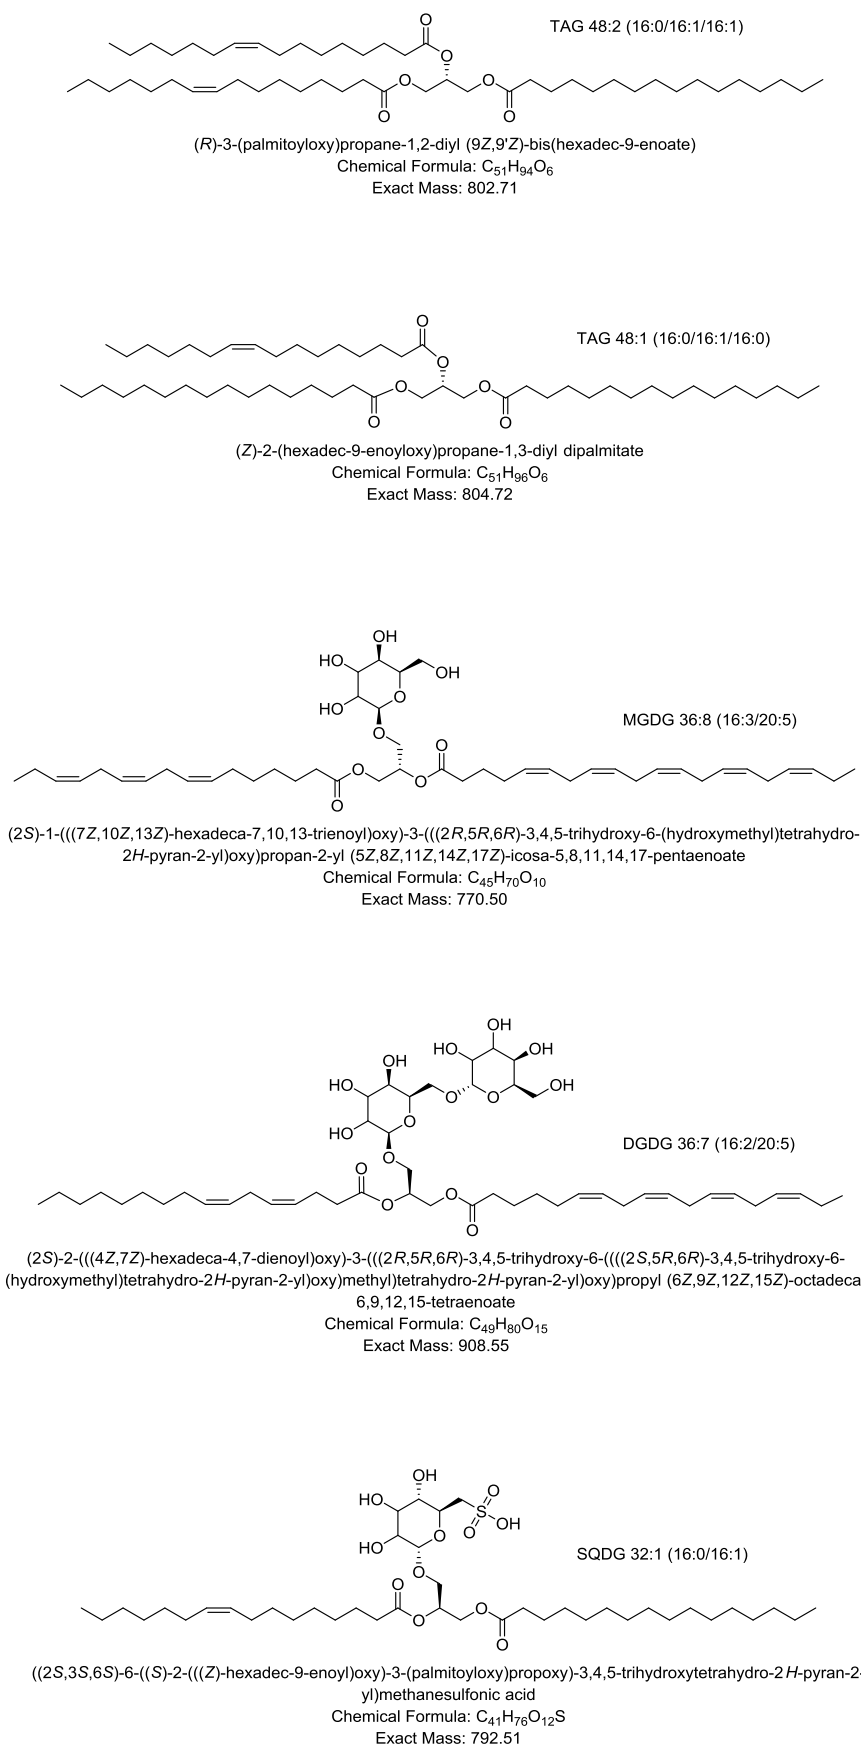 TAG 48:2 (16:0/16:1/16:1)
O
O
O
O
O
O
(R)-3-(palmitoyloxy)propane-1,2-diyl (9Z,9'Z)-bis(hexadec-9-enoate)
Chemical Formula: C51H94O6
Exact Mass: 802.71
O
TAG 48:1 (16:0/16:1/16:0)
O
O
O
O
O
(Z)-2-(hexadec-9-enoyloxy)propane-1,3-diyl dipalmitate
Chemical Formula: C51H96O6
Exact Mass: 804.72
OH
HO
OH
O
HO
MGDG 36:8 (16:3/20:5)
O
O
O
O
O
(2S)-1-(((7Z,10Z,13Z)-hexadeca-7,10,13-trienoyl)oxy)-3-(((2R,5R,6R)-3,4,5-trihydroxy-6-(hydroxymethyl)tetrahydro-
2H-pyran-2-yl)oxy)propan-2-yl (5Z,8Z,11Z,14Z,17Z)-icosa-5,8,11,14,17-pentaenoate
Chemical Formula: C45H70O10
Exact Mass: 770.50
OH
HO OH
OH
HO OH
O O
O
HO
DGDG 36:7 (16:2/20:5)
O
O
O
O
O
(2S)-2-(((4Z,7Z)-hexadeca-4,7-dienoyl)oxy)-3-(((2R,5R,6R)-3,4,5-trihydroxy-6-((((2S,5R,6R)-3,4,5-trihydroxy-6-
(hydroxymethyl)tetrahydro-2H-pyran-2-yl)oxy)methyl)tetrahydro-2H-pyran-2-yl)oxy)propyl (6Z,9Z,12Z,15Z)-octadeca
6,9,12,15-tetraenoate
Chemical Formula: C49H80O15
Exact Mass: 908.55
OH
O
HO
S
OH
O
O
HO
SQDG 32:1 (16:0/16:1)
O
O
O
O
O
((2S,3S,6S)-6-((S)-2-(((Z)-hexadec-9-enoyl)oxy)-3-(palmitoyloxy)propoxy)-3,4,5-trihydroxytetrahydro-2H-pyran-2-
yl)methanesulfonic acid
Chemical Formula: C41H76O12S
Exact Mass: 792.51